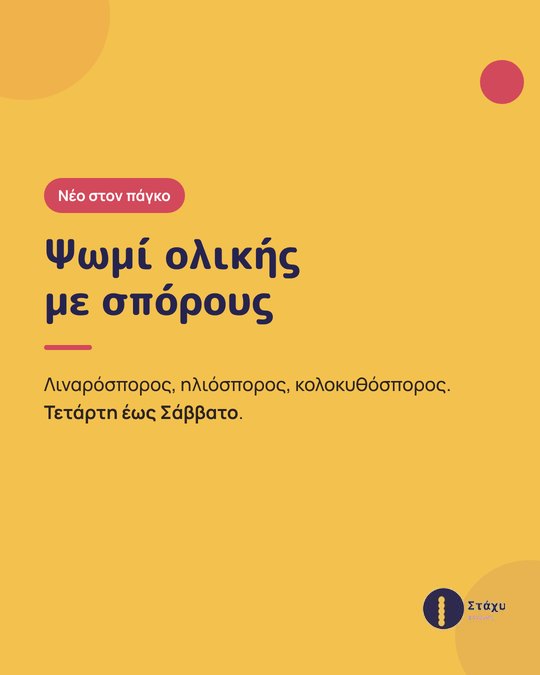 Νέο στον πάγκο
Ψωμί ολικής
με σπόρους
Λιναρόσπορος, ηλιόσπορος, κολοκυθόσπορος.
Τετάρτη έως Σάββατο.
Στάχυ